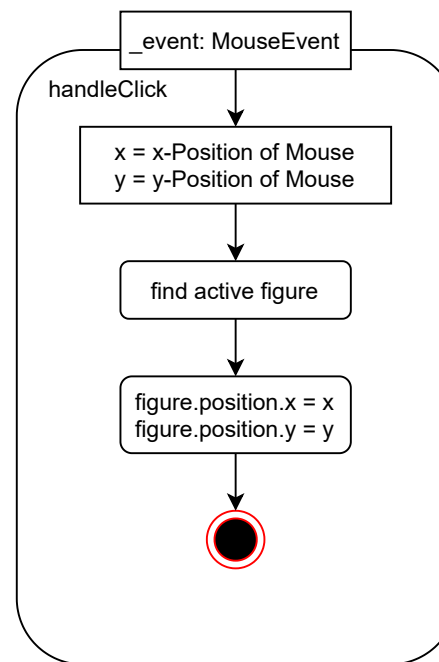 _event: MouseEvent
handleClick
x = x-Position of Mouse
y = y-Position of Mouse
find active figure
figure.position.x = x
figure.position.y = y